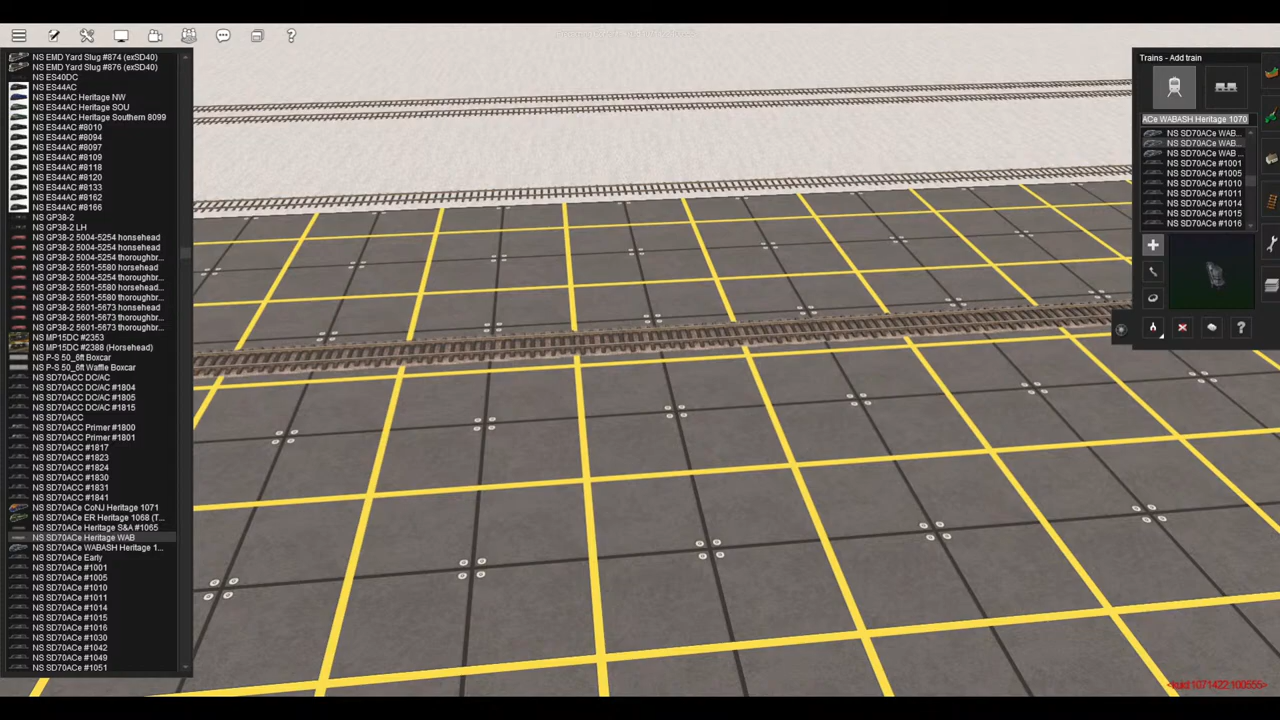 NS EMD Yard Slug #874 (exSD40)
NS EMD Yard Slug #876 (exSD40)
NS ES40DC
NS ES44AC
NS ES44AC Heritage NW
NS ES44AC Heritage SOU
NS ES44AC Heritage Southern 8099
NS ES44AC #8010
NS ES44AC #8094
NS ES44AC #8097
NS ES44AC #8109
NS ES44AC #8118
NS ES44AC #8120
NS ES44AC #8133
NS ES44AC #8162
NS ES44AC #8166
NS GP38-2
NS GP38-2 LH
NS GP38-2 5004-5254 horsehead
NS GP38-2 5004-5254 horsehead
NS GP38-2 5004-5254 thoroughbr...
NS GP38-2 5501-5580 horsehead
NS GP38-2 5004-5254 thoroughbr...
NS GP38-2 5501-5580 horsehead...
NS GP38-2 5501-5580 thoroughbr...
NS GP38-2 5601-5673 horsehead
NS GP38-2 5601-5673 thoroughbr...
NS GP38-2 5601-5673 thoroughbr...
NS MP15DC #2353
NS MP15DC #2388 (Horsehead)
NS P-S 50_6ft Boxcar
NS P-S 50_6ft Waffle Boxcar
NS SD70ACC DC/AC
NS SD70ACC DC/AC #1804
NS SD70ACC DC/AC #1805
NS SD70ACC DC/AC #1815
NS SD70ACC
NS SD70ACC Primer #1800
NS SD70ACC Primer #1801
NS SD70ACC #1817
NS SD70ACC #1823
NS SD70ACC #1824
NS SD70ACC #1830
NS SD70ACC #1831
NS SD70ACC #1841
NS SD70ACe CoNJ Heritage 1071
NS SD70ACe ER Heritage 1068 (T...
NS SD70ACe Heritage S&A #1065
NS SD70ACe Heritage WAB
NS SD70ACe WABASH Heritage 1...
NS SD70ACe Early
NS SD70ACe #1001
NS SD70ACe #1005
NS SD70ACe #1010
NS SD70ACe #1011
NS SD70ACe #1014
NS SD70ACe #1015
NS SD70ACe #1016
NS SD70ACe #1030
NS SD70ACe #1042
NS SD70ACe #1049
NS SD70ACe #1051
Trains - Add train
ACe WABASH Heritage 1070
NS SD70ACe WAB...
NS SD70ACe WAB...
NS SD70ACe WAB...
NS SD70ACe #1001
NS SD70ACe #1005
NS SD70ACe #1010
NS SD70ACe #1011
NS SD70ACe #1014
NS SD70ACe #1015
NS SD70ACe #1016
<kuid:1071422:100555>